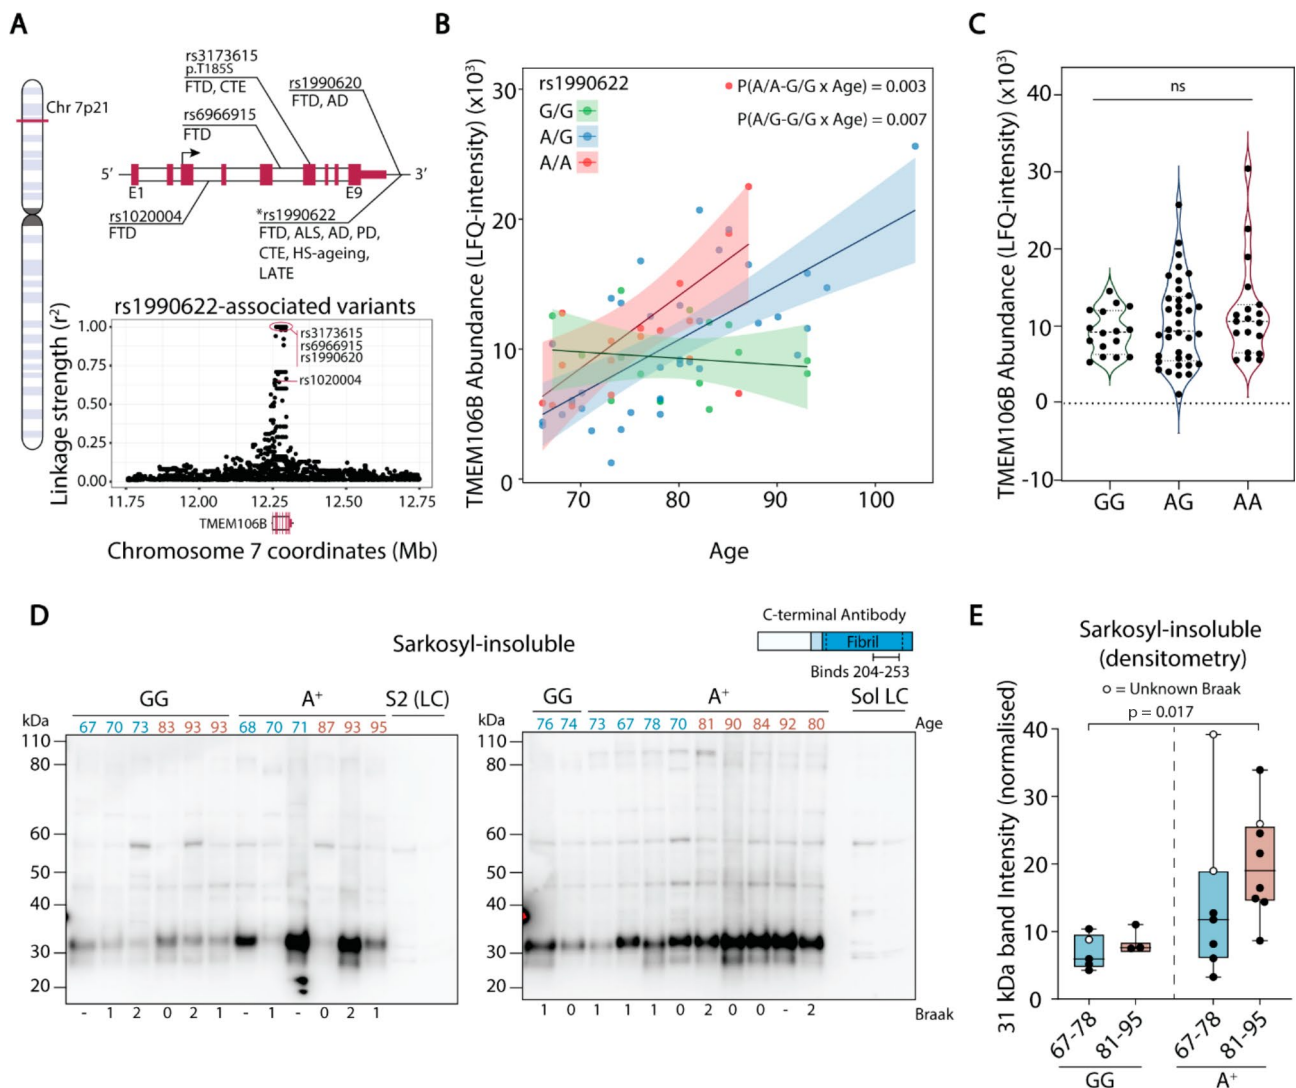 A
Chr 7p21
rs3173615
p.T185S
FTD, CTE
rs1990620
FTD, AD
rs6966915
FTD
5′
3′
E1
E9
rs1020004
FTD
*rs1990622
FTD, ALS, AD, PD,
CTE, HS-ageing,
LATE
rs1990622-associated variants
Linkage strength (r²)
1.00
0.75
0.50
0.25
0.00
rs3173615
rs6966915
rs1990620
rs1020004
11.75 12.00 12.25 12.50 12.75
TMEM106B
Chromosome 7 coordinates (Mb)
B
TMEM106B Abundance (LFQ-intensity) (x10³)
30
20
10
0
rs1990622
G/G
A/G
A/A
P(A/A-G/G x Age) = 0.003
P(A/G-G/G x Age) = 0.007
70 80 90 100
Age
C
TMEM106B Abundance (LFQ-intensity) (x10³)
40
30
20
10
0
-10
ns
GG AG AA
D
Sarkosyl-insoluble
C-terminal Antibody
Fibril
Binds 204-253
GG A⁺ S2 (LC)
kDa
67 70 73 83 93 93 68 70 71 87 93 95
110
80
60
50
40
30
20
- 1 2 0 2 1 - 1 - 0 2 1
GG A⁺ Sol LC
kDa
76 74 73 67 78 70 81 90 84 92 80 Age
110
80
60
50
40
30
20
1 0 1 1 1 0 2 0 0 - 2 Braak
E
Sarkosyl-insoluble
(densitometry)
= Unknown Braak
p = 0.017
31 kDa band Intensity (normalised)
40
30
20
10
0
67-78 81-95 67-78 81-95
GG A⁺